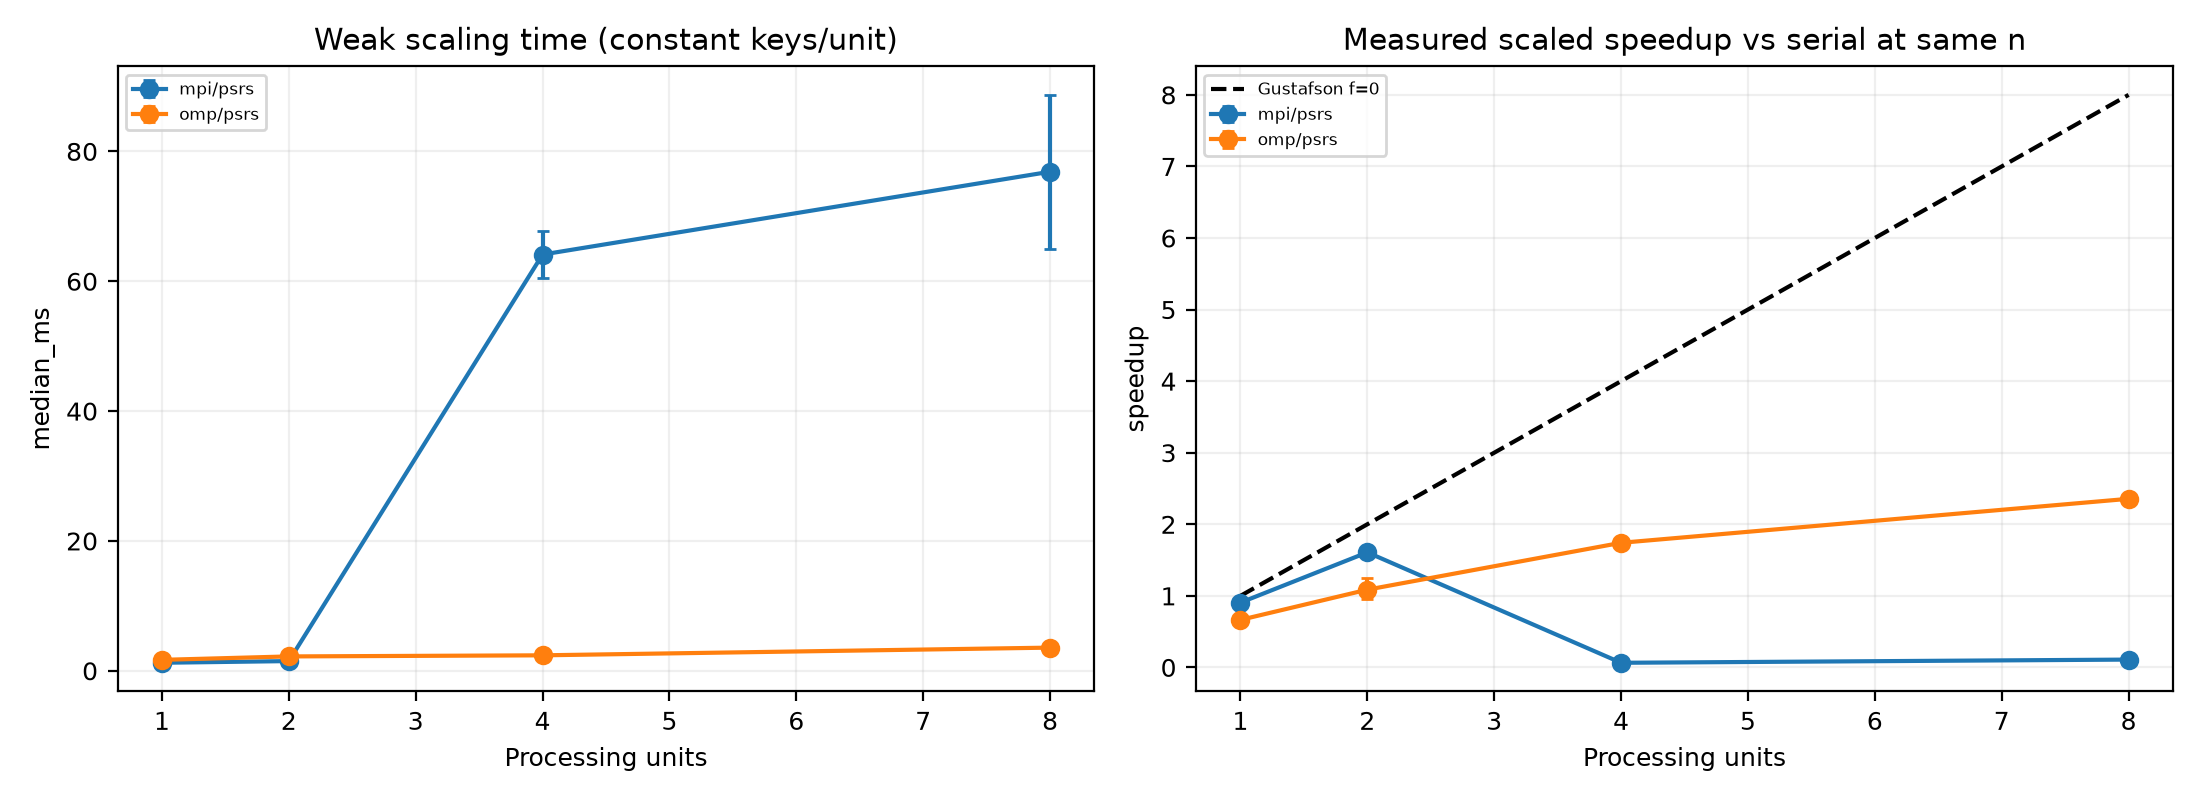 Weak scaling time (constant keys/unit)
mpi/psrs
omp/psrs
80
60
40
20
0
median_ms
1 2 3 4 5 6 7 8
Processing units
Measured scaled speedup vs serial at same n
Gustafson f=0
mpi/psrs
omp/psrs
8
7
6
5
4
3
2
1
0
speedup
1 2 3 4 5 6 7 8
Processing units